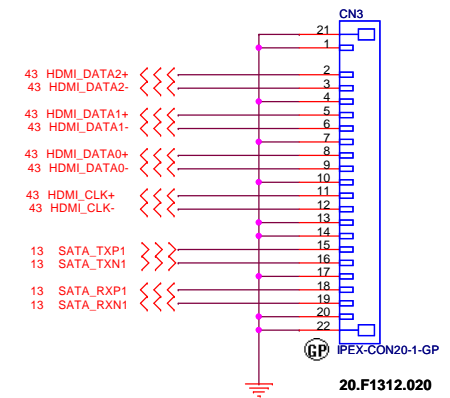 CN3
21
1
43 HDMI_DATA2+ 2
43 HDMI_DATA2- 3
4
43 HDMI_DATA1+ 5
43 HDMI_DATA1- 6
7
43 HDMI_DATA0+ 8
43 HDMI_DATA0- 9
10
43 HDMI_CLK+ 11
43 HDMI_CLK- 12
13
14
13 SATA_TXP1 15
13 SATA_TXN1 16
17
13 SATA_RXP1 18
13 SATA_RXN1 19
20
22
GP IPEX-CON20-1-GP
20.F1312.020